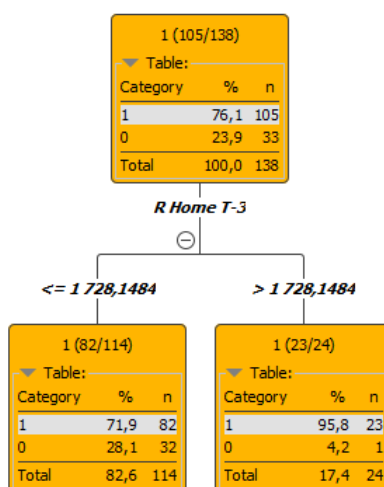 1 (105/138)
Table:
Category % n
1 76,1 105
0 23,9 33
Total 100,0 138
R Home T-3
<= 1 728,1484
> 1 728,1484
1 (82/114)
Table:
Category % n
1 71,9 82
0 28,1 32
Total 82,6 114
1 (23/24)
Table:
Category % n
1 95,8 23
0 4,2 1
Total 17,4 24